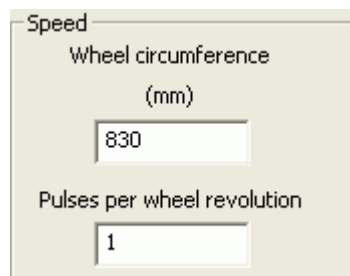 Speed
Wheel circumference
(mm)
830
Pulses per wheel revolution
1